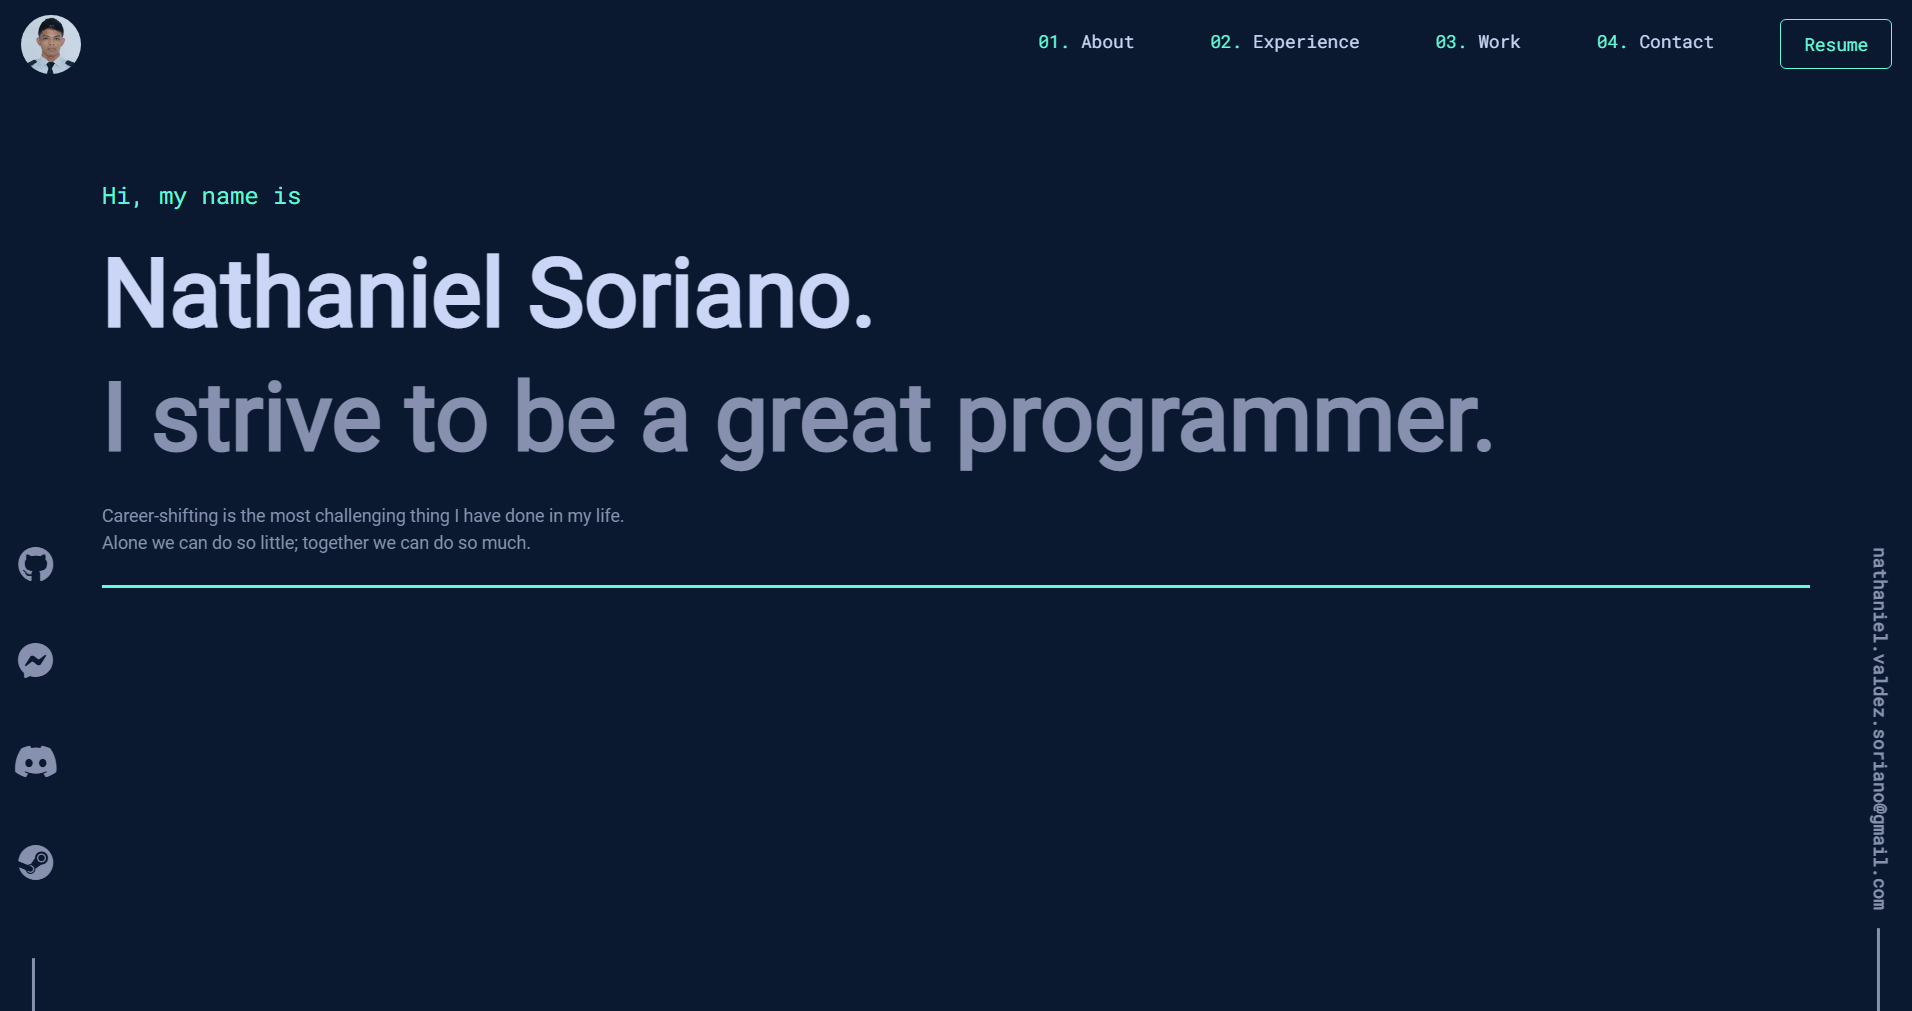 01. About
02. Experience
03. Work
04. Contact
Resume
Hi, my name is
Nathaniel Soriano.
I strive to be a great programmer.
Career-shifting is the most challenging thing I have done in my life.
Alone we can do so little; together we can do so much.
nathaniel.valdez.soriano@gmail.com